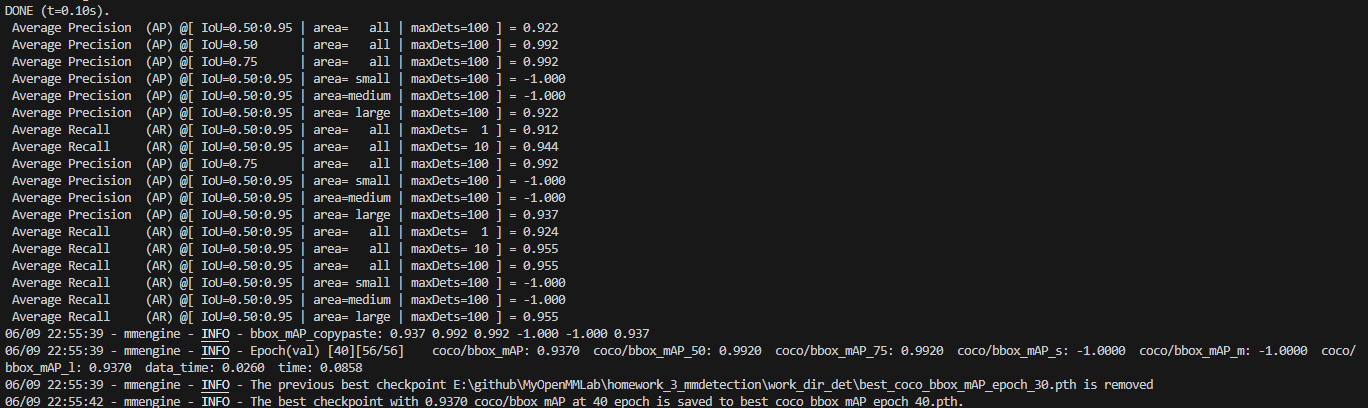 DONE (t=0.10s).
Average Precision  (AP) @[ IoU=0.50:0.95 | area=   all | maxDets=100 ] = 0.922
Average Precision  (AP) @[ IoU=0.50      | area=   all | maxDets=100 ] = 0.992
Average Precision  (AP) @[ IoU=0.75      | area=   all | maxDets=100 ] = 0.992
Average Precision  (AP) @[ IoU=0.50:0.95 | area= small | maxDets=100 ] = -1.000
Average Precision  (AP) @[ IoU=0.50:0.95 | area=medium | maxDets=100 ] = -1.000
Average Precision  (AP) @[ IoU=0.50:0.95 | area= large | maxDets=100 ] = 0.922
Average Recall     (AR) @[ IoU=0.50:0.95 | area=   all | maxDets=  1 ] = 0.912
Average Recall     (AR) @[ IoU=0.50:0.95 | area=   all | maxDets= 10 ] = 0.944
Average Precision  (AP) @[ IoU=0.75      | area=   all | maxDets=100 ] = 0.992
Average Precision  (AP) @[ IoU=0.50:0.95 | area= small | maxDets=100 ] = -1.000
Average Precision  (AP) @[ IoU=0.50:0.95 | area=medium | maxDets=100 ] = -1.000
Average Precision  (AP) @[ IoU=0.50:0.95 | area= large | maxDets=100 ] = 0.937
Average Recall     (AR) @[ IoU=0.50:0.95 | area=   all | maxDets=  1 ] = 0.924
Average Recall     (AR) @[ IoU=0.50:0.95 | area=   all | maxDets= 10 ] = 0.955
Average Recall     (AR) @[ IoU=0.50:0.95 | area=   all | maxDets=100 ] = 0.955
Average Recall     (AR) @[ IoU=0.50:0.95 | area= small | maxDets=100 ] = -1.000
Average Recall     (AR) @[ IoU=0.50:0.95 | area=medium | maxDets=100 ] = -1.000
Average Recall     (AR) @[ IoU=0.50:0.95 | area= large | maxDets=100 ] = 0.955
06/09 22:55:39 - mmengine - INFO - bbox_mAP_copypaste: 0.937 0.992 0.992 -1.000 -1.000 0.937
06/09 22:55:39 - mmengine - INFO - Epoch(val) [40][56/56]    coco/bbox_mAP: 0.9370  coco/bbox_mAP_50: 0.9920  coco/bbox_mAP_75: 0.9920  coco/bbox_mAP_s: -1.0000  coco/bbox_mAP_m: -1.0000  coco/
bbox_mAP_l: 0.9370  data_time: 0.0260  time: 0.0858
06/09 22:55:39 - mmengine - INFO - The previous best checkpoint E:\github\MyOpenMMLab\homework_3_mmdetection\work_dir_det\best_coco_bbox_mAP_epoch_30.pth is removed
06/09 22:55:42 - mmengine - INFO - The best checkpoint with 0.9370 coco/bbox_mAP at 40 epoch is saved to best_coco_bbox_mAP_epoch_40.pth.